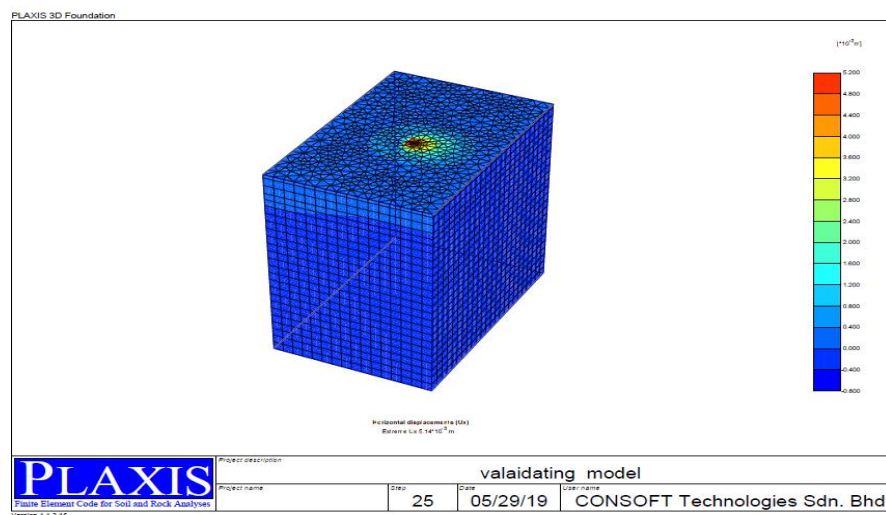 PLAXIS 3D Foundation
[*10⁻³m]
5.200
4.800
4.400
4.000
3.600
3.200
2.800
2.400
2.000
1.600
1.200
0.800
0.400
0.000
-0.400
-0.800
Horizontal displacements (Ux)
Extreme Ux 5.14*10⁻³ m
PLAXIS
Finite Element Code for Soil and Rock Analyses
Project description
valaidating model
Project name
Step
25
Date
05/29/19
User name
CONSOFT Technologies Sdn. Bhd